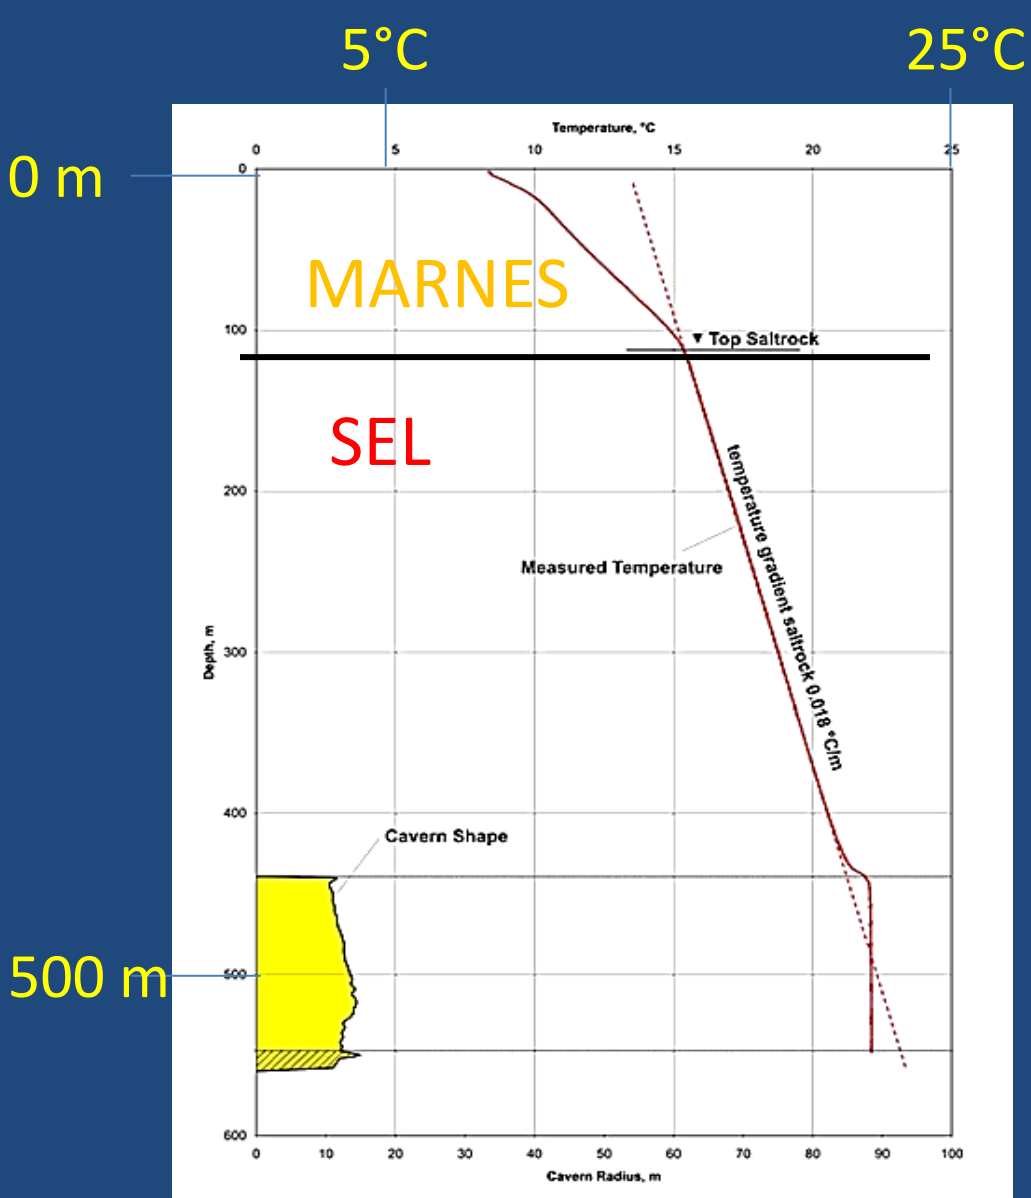 5°C
25°C
Temperature, °C
0 5 10 15 20 25
0 m
0
MARNES
100
▼ Top Saltrock
SEL
200
temperature gradient saltrock 0.018 °C/m
Measured Temperature
300
Depth, m
400
Cavern Shape
500 m
500
600
0 10 20 30 40 50 60 70 80 90 100
Cavern Radius, m